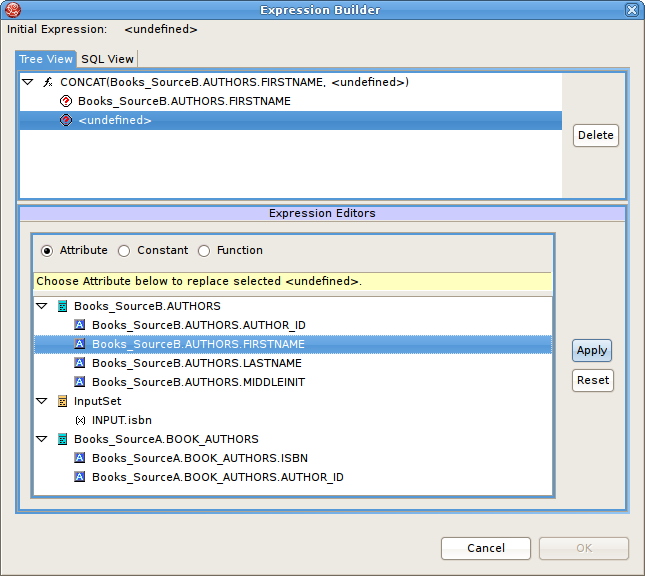 Expression Builder
Initial Expression: <undefined>
Tree View SQL View
fx CONCAT(Books_SourceB.AUTHORS.FIRSTNAME, <undefined>)
? Books_SourceB.AUTHORS.FIRSTNAME
? <undefined>
Delete
Expression Editors
Attribute Constant Function
Choose Attribute below to replace selected <undefined>.
Books_SourceB.AUTHORS
A Books_SourceB.AUTHORS.AUTHOR_ID
A Books_SourceB.AUTHORS.FIRSTNAME
Apply
A Books_SourceB.AUTHORS.LASTNAME
A Books_SourceB.AUTHORS.MIDDLEINIT
Reset
InputSet
(x) INPUT.isbn
Books_SourceA.BOOK_AUTHORS
A Books_SourceA.BOOK_AUTHORS.ISBN
A Books_SourceA.BOOK_AUTHORS.AUTHOR_ID
Cancel OK